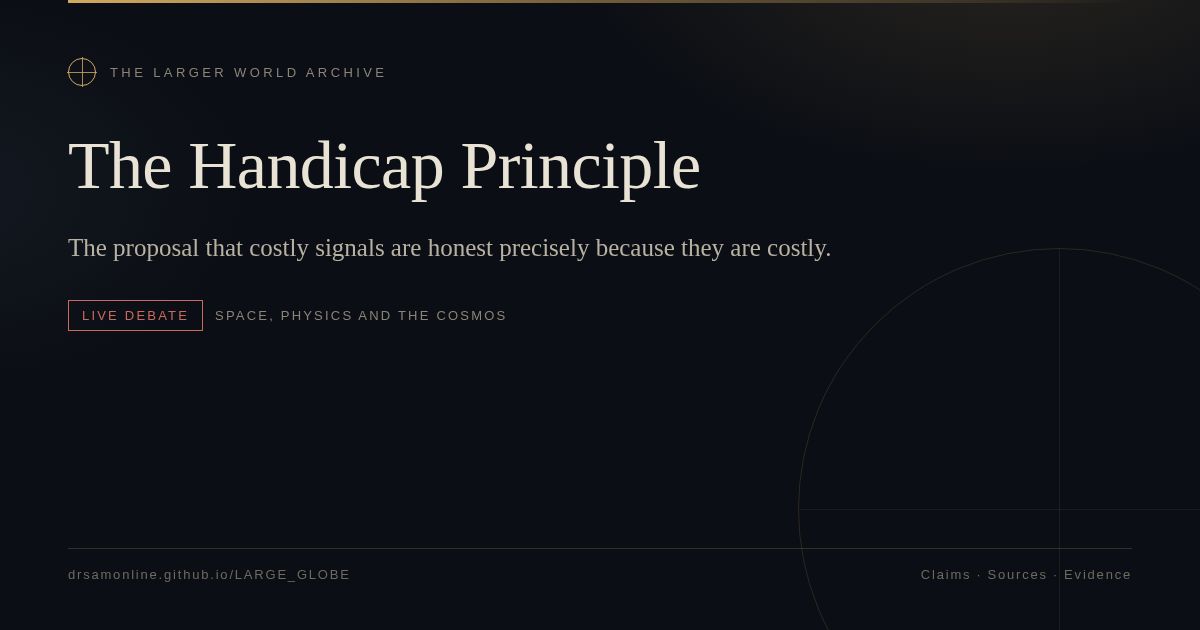 THE LARGER WORLD ARCHIVE
The Handicap Principle
The proposal that costly signals are honest precisely because they are costly.
LIVE DEBATE SPACE, PHYSICS AND THE COSMOS
drsamonline.github.io/LARGE_GLOBE
Claims · Sources · Evidence